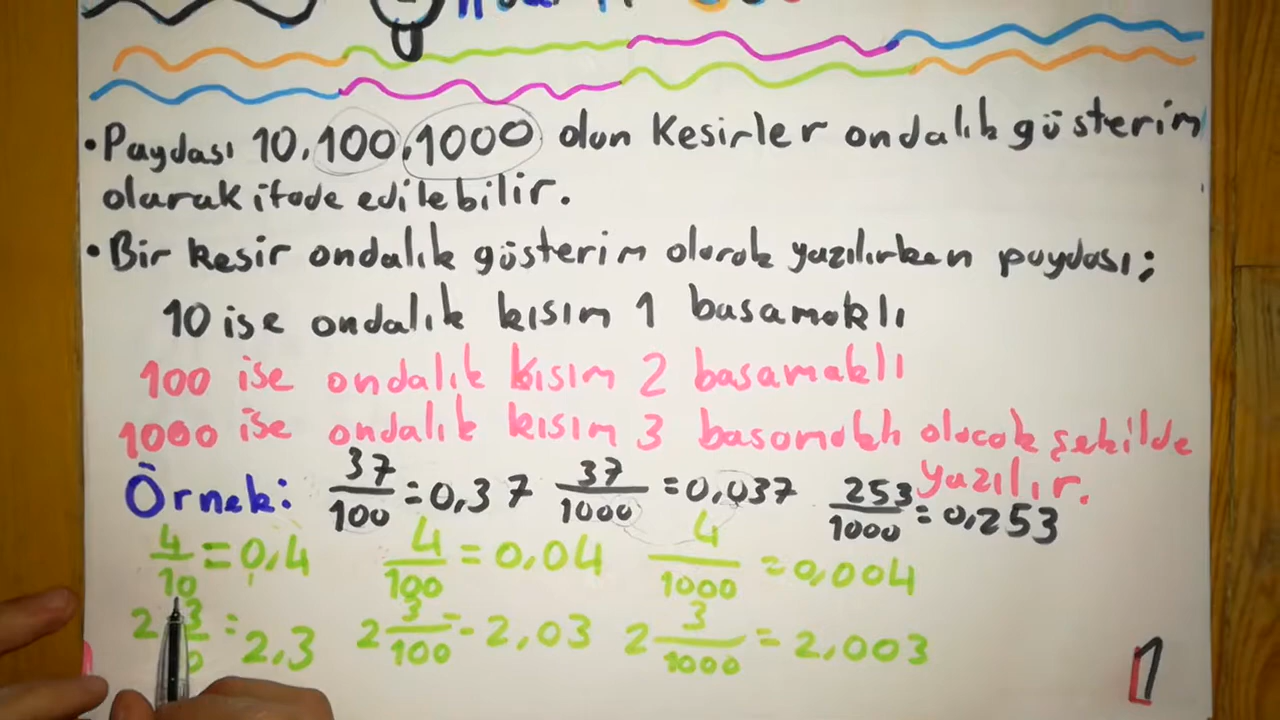 • Paydası 10, 100, 1000 olan kesirler ondalık gösterim
olarak ifade edilebilir.
• Bir kesir ondalık gösterim olarak yazılırken paydası;
10 ise ondalık kısım 1 basamaklı
100 ise ondalık kısım 2 basamaklı
1000 ise ondalık kısım 3 basamaklı olacak şekilde
yazılır.
Örnek: 37/100 = 0,37 37/1000 = 0,037 253/1000 = 0,253
4/10 = 0,4 4/100 = 0,04 4/1000 = 0,004
2 3/ 0 = 2,3 2 3/100 = 2,03 2 3/1000 = 2,003
1